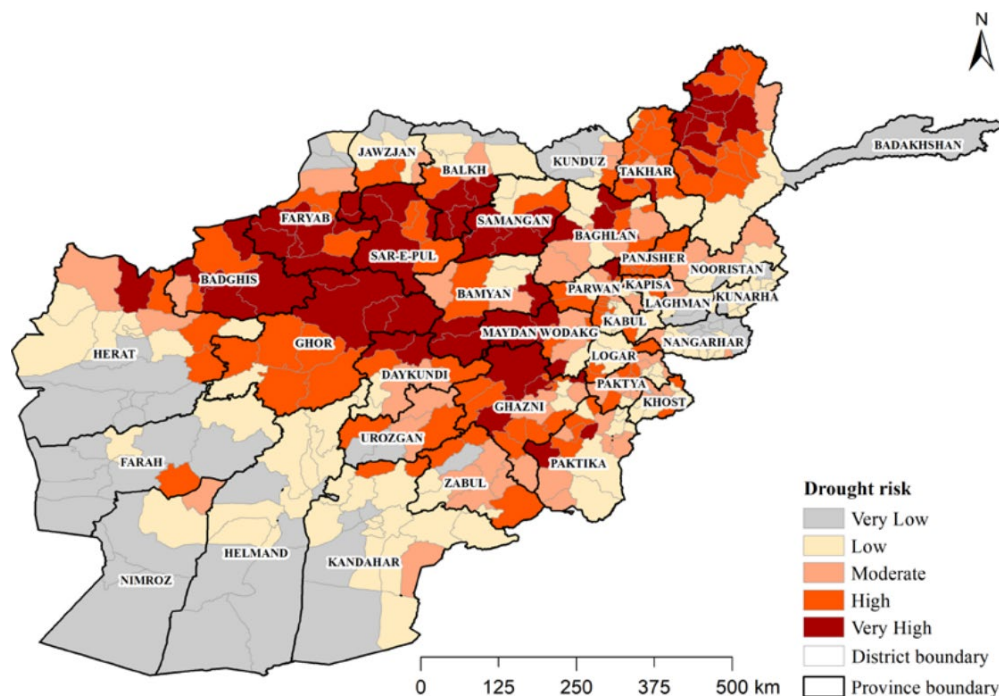 N
BADAKHSHAN
JAWZJAN
KUNDUZ
BALKH
TAKHAR
FARYAB
SAMANGAN
BAGHLAN
SAR-E-PUL
PANJSHER
NOORISTAN
BADGHIS
BAMYAN
PARWAN
KAPISA
LAGHMAN
KUNARHA
KABUL
MAYDAN WODAKG
NANGARHAR
HERAT
GHOR
LOGAR
DAYKUNDI
PAKTYA
GHAZNI
KHOST
UROZGAN
FARAH
PAKTIKA
ZABUL
HELMAND
KANDAHAR
NIMROZ
Drought risk
Very Low
Low
Moderate
High
Very High
District boundary
Province boundary
0 125 250 375 500 km